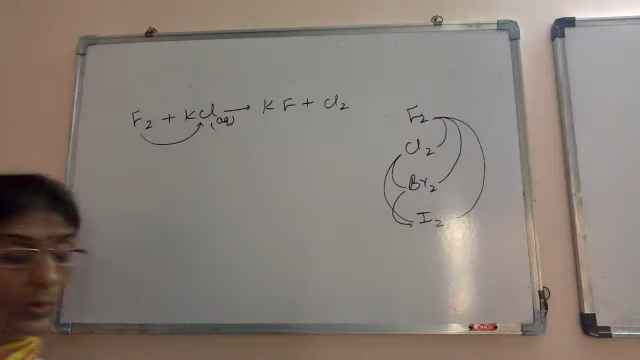 F2 + KCl(aq) → KF + Cl2
F2
Cl2
Br2
I2